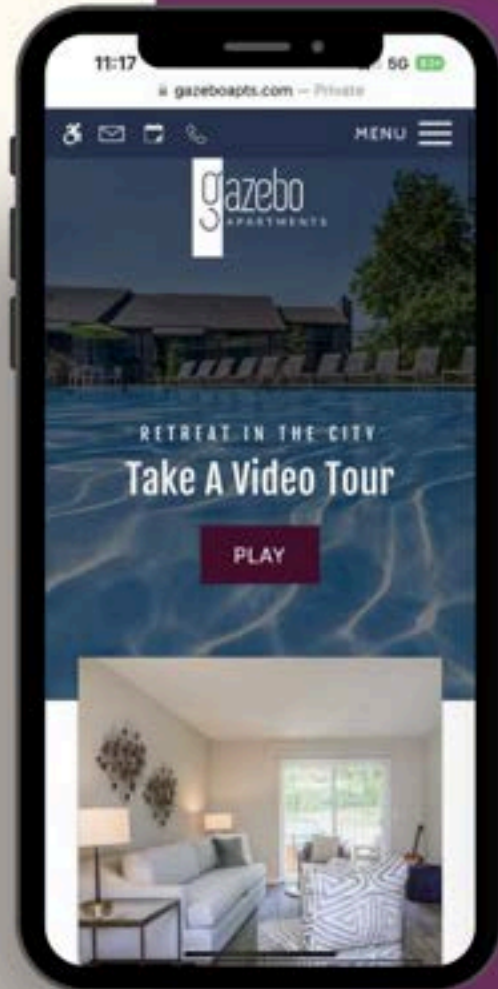 11:17
5G
gazeboapts.com — Private
MENU
gazebo
APARTMENTS
RETREAT IN THE CITY
Take A Video Tour
PLAY